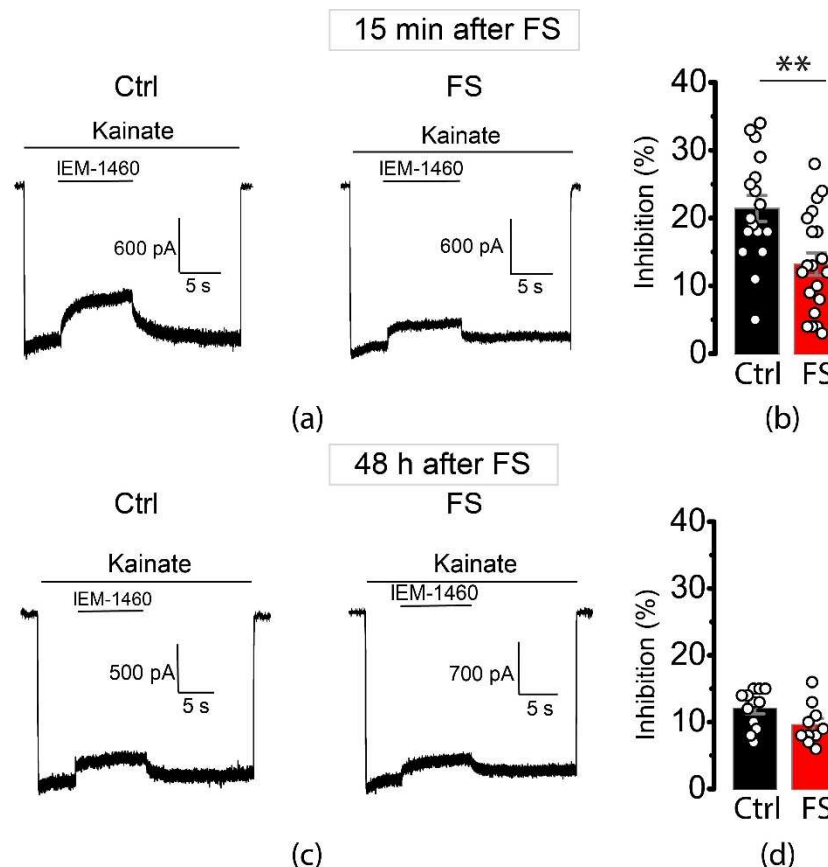 15 min after FS
Ctrl
FS
Kainate
IEM-1460
600 pA
5 s
Kainate
IEM-1460
600 pA
5 s
(a)
**
Inhibition (%)
40
30
20
10
0
Ctrl
FS
(b)
48 h after FS
Ctrl
FS
Kainate
IEM-1460
500 pA
5 s
Kainate
IEM-1460
700 pA
5 s
(c)
Inhibition (%)
40
30
20
10
0
Ctrl
FS
(d)